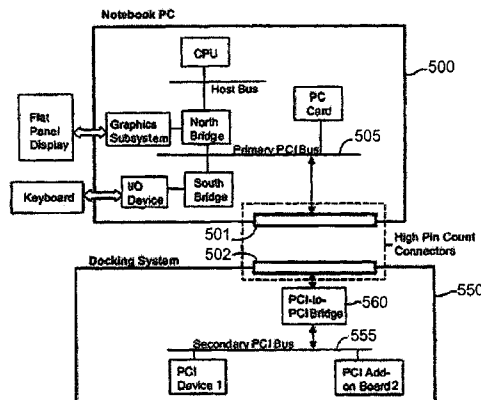 Notebook PC
CPU
500
Host Bus
PC
Card
Flat
Panel
Display
Graphics
Subsystem
North
Bridge
505
Primary PCI Bus
Keyboard
I/O
Device
South
Bridge
501
High Pin Count
Connectors
502
Docking System
550
PCI-to-
PCI Bridge
560
Secondary PCI Bus
555
PCI
Device 1
PCI Add-
on Board 2